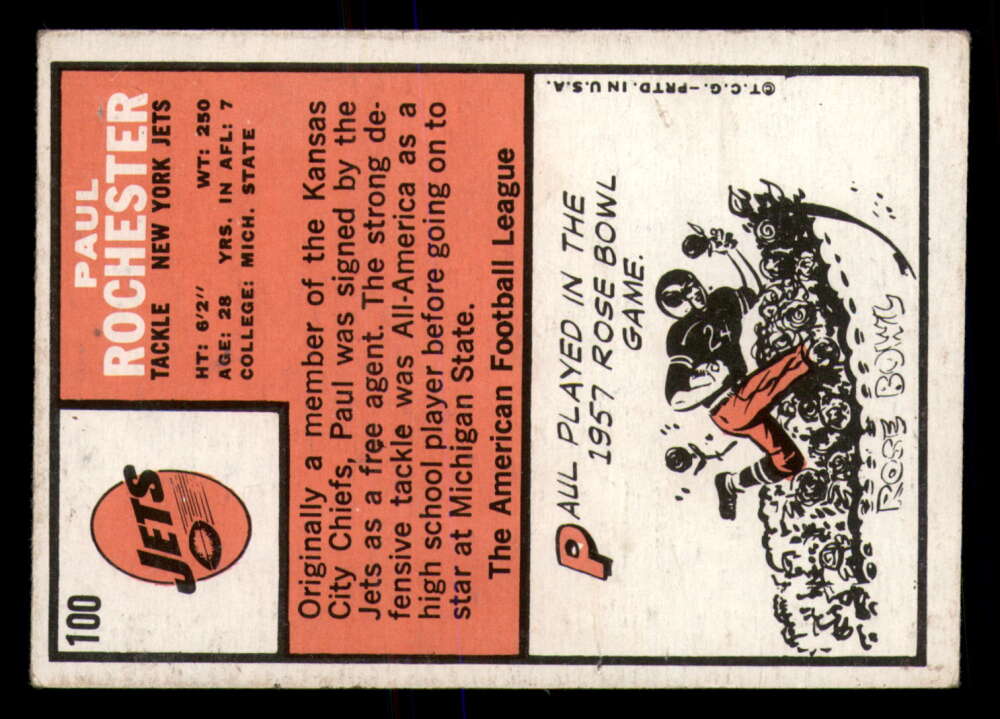 100
JETS
PAUL
ROCHESTER
TACKLE NEW YORK JETS
HT: 6'2" WT: 250
AGE: 28 YRS. IN AFL: 7
COLLEGE: MICH. STATE
Originally a member of the Kansas
City Chiefs, Paul was signed by the
Jets as a free agent. The strong de-
fensive tackle was All-America as a
high school player before going on to
star at Michigan State.
The American Football League
PAUL PLAYED IN THE
1957 ROSE BOWL
GAME.
24
ROSE BOWL
©T.C.G.—PRTD. IN U.S.A.